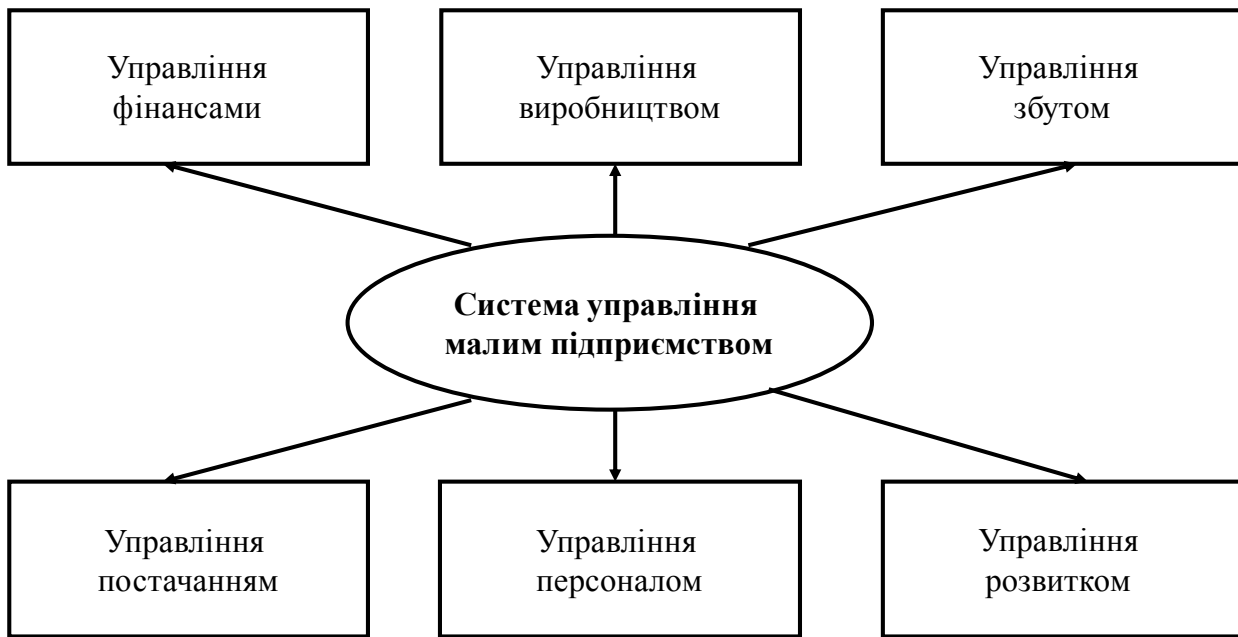 Управління
фінансами
Управління
виробництвом
Управління
збутом
Система управління
малим підприємством
Управління
постачанням
Управління
персоналом
Управління
розвитком